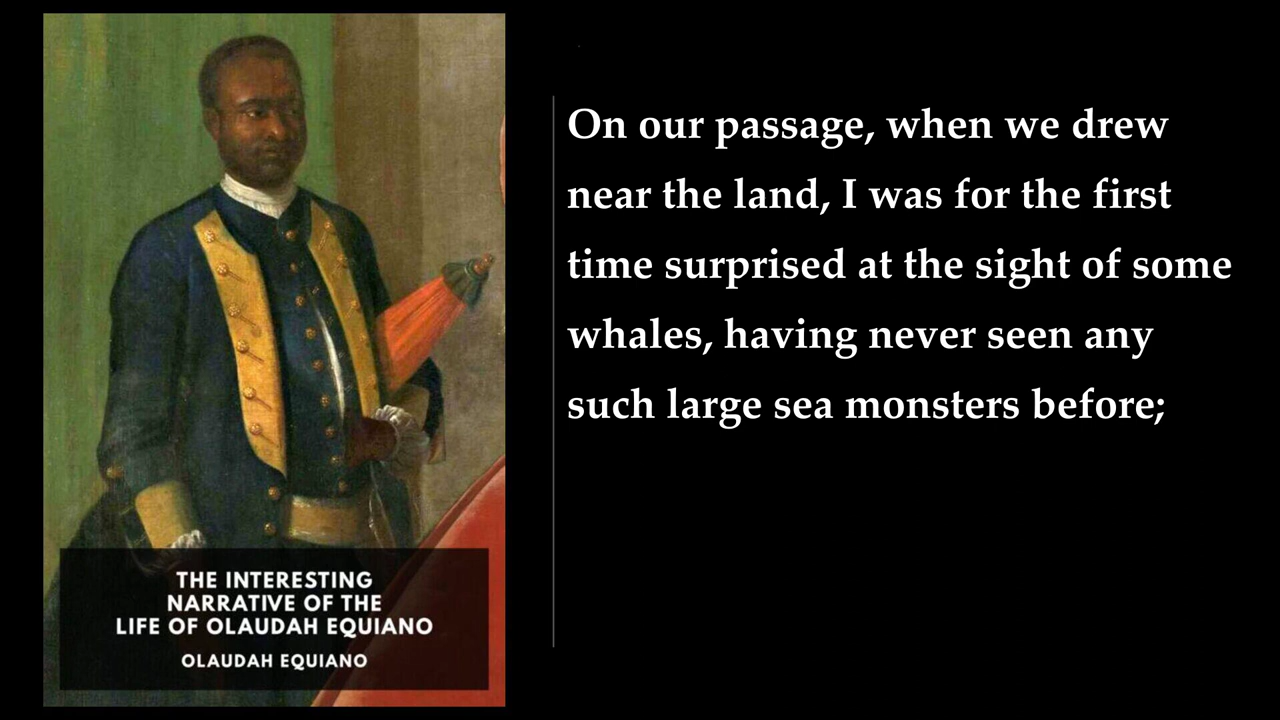 THE INTERESTING
NARRATIVE OF THE
LIFE OF OLAUDAH EQUIANO
OLAUDAH EQUIANO
On our passage, when we drew
near the land, I was for the first
time surprised at the sight of some
whales, having never seen any
such large sea monsters before;